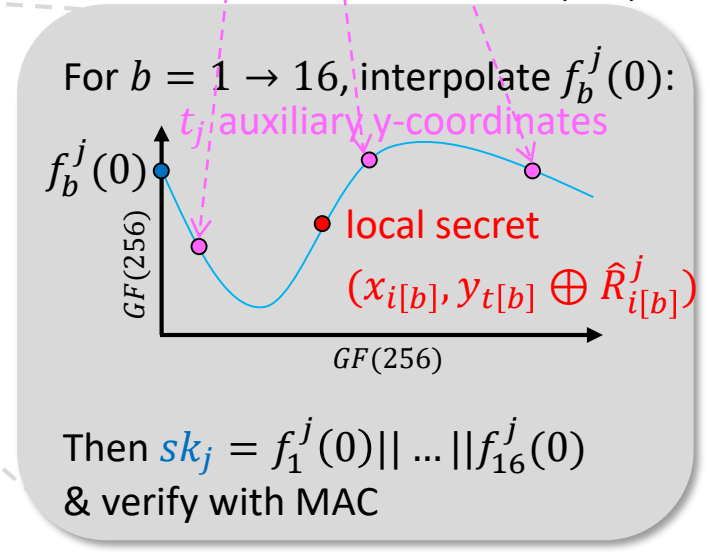 For b = 1 → 16, interpolate f_b^j(0):
t_j auxiliary y-coordinates
f_b^j(0)
local secret
(x_{i[b]}, y_{t[b]} ⊕ R̂_{i[b]}^j)
GF(256)
GF(256)
Then sk_j = f_1^j(0)|| ... ||f_16^j(0)
& verify with MAC